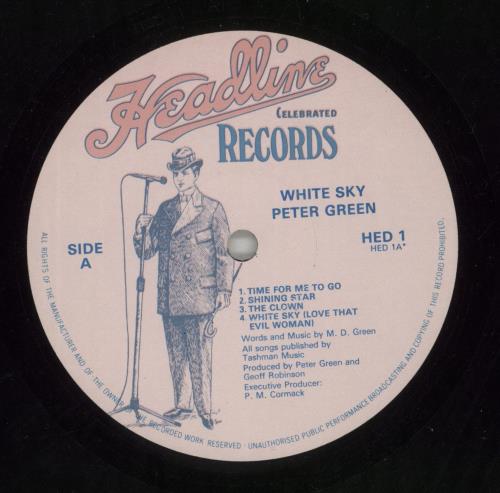 Headline
CELEBRATED
RECORDS
WHITE SKY
PETER GREEN
SIDE
A
HED 1
HED 1A*
1. TIME FOR ME TO GO
2. SHINING STAR
3. THE CLOWN
4. WHITE SKY (LOVE THAT
EVIL WOMAN)
Words and Music by M. D. Green
All songs published by
Tashman Music
Produced by Peter Green and
Geoff Robinson
Executive Producer:
P. M. Cormack
ALL RIGHTS OF THE MANUFACTURER AND OF THE OWNER THE RECORDED WORK RESERVED · UNAUTHORISED PUBLIC PERFORMANCE BROADCASTING AND COPYING OF THIS RECORD PROHIBITED.